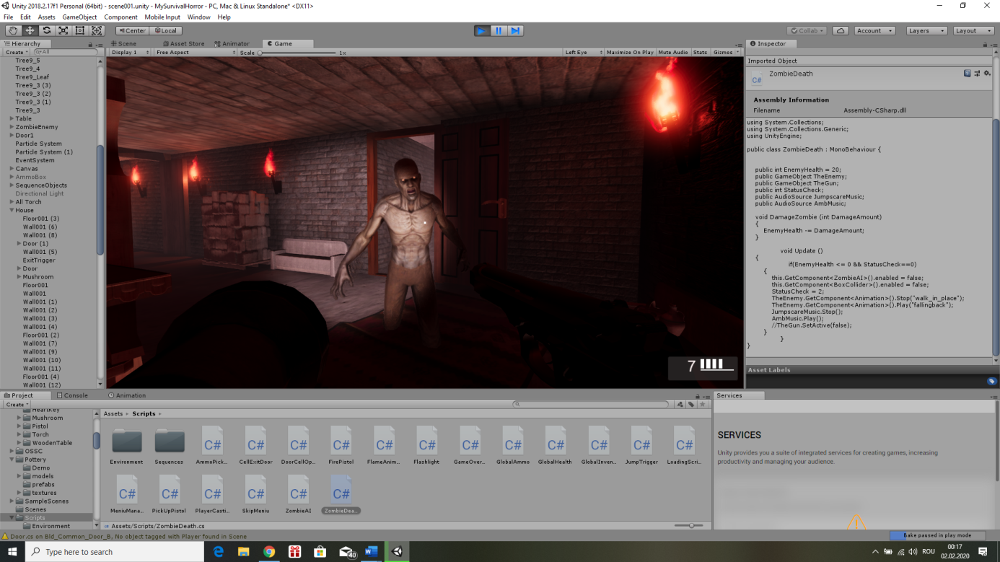 Unity 2018.2.17f1 Personal (64bit) - scene001.unity - MySurvivalHorror - PC, Mac & Linux Standalone* <DX11>
File Edit Assets GameObject Component Mobile Input Window Help
Center Local Collab Account Layers Layout
Hierarchy Scene Asset Store Animator Game Inspector
Create All Display 1 Free Aspect Scale 1x Left Eye Maximize On Play Mute Audio Stats Gizmos
Tree9_5
Tree9_4
Tree9_Leaf
Tree9_3 (3)
Tree9_3 (2)
Tree9_3 (1)
Tree9_3
Table
ZombieEnemy
Door1
Particle System
Particle System (1)
EventSystem
Canvas
AmmoBox
SequenceObjects
Directional Light
All Torch
House
Floor001 (3)
Wall001 (6)
Wall001 (8)
Door (1)
Wall001 (5)
ExitTrigger
Door
Mushroom
Floor001
Wall001
Wall001 (1)
Wall001 (2)
Wall001 (3)
Wall001 (4)
Floor001 (2)
Wall001 (7)
Wall001 (9)
Wall001 (10)
Wall001 (11)
Floor001 (4)
Wall001 (12)
7
Imported Object
ZombieDeath
C#
Assembly Information
Filename Assembly-CSharp.dll
using System.Collections;
using System.Collections.Generic;
using UnityEngine;
public class ZombieDeath : MonoBehaviour {
public int EnemyHealth = 20;
public GameObject TheEnemy;
public GameObject TheGun;
public int StatusCheck;
public AudioSource JumpscareMusic;
public AudioSource AmbMusic;
void DamageZombie (int DamageAmount)
{
EnemyHealth -= DamageAmount;
}
void Update ()
{
if(EnemyHealth <= 0 && StatusCheck==0)
{
this.GetComponent<ZombieAI>().enabled = false;
this.GetComponent<BoxCollider>().enabled = false;
StatusCheck = 2;
TheEnemy.GetComponent<Animation>().Stop("walk_in_place");
TheEnemy.GetComponent<Animation>().Play("fallingback");
JumpscareMusic.Stop();
AmbMusic.Play();
//TheGun.SetActive(false);
}
}
}
Asset Labels
Project Console Animation
Create
HeartKey
Mushroom
Pistol
Torch
WoodenTable
OSSC
Pottery
Demo
models
prefabs
textures
SampleScenes
Scenes
Scripts
Environment
Assets Scripts
C# C# C# C# C# C# C# C# C# C# C# C#
Environment Sequences AmmoPick... CellExitDoor DoorCellOp... FirePistol FlameAnim... Flashlight GameOver... GlobalAmmo GlobalHealth GlobalInven... JumpTrigger LoadingScri...
C# C# C# C# C# C#
MeniuMana... PickUpPistol PlayerCasti... SkipMeniu ZombieAI ZombieDea...
Assets/Scripts/ZombieDeath.cs
Services
SERVICES
Unity provides you a suite of integrated services for creating games, increasing
productivity and managing your audience.
Door.cs on Bld_Common_Door_B, No object tagged with Player found in Scene
Bake paused in play mode
Type here to search
40
ROU
00:17
02.02.2020